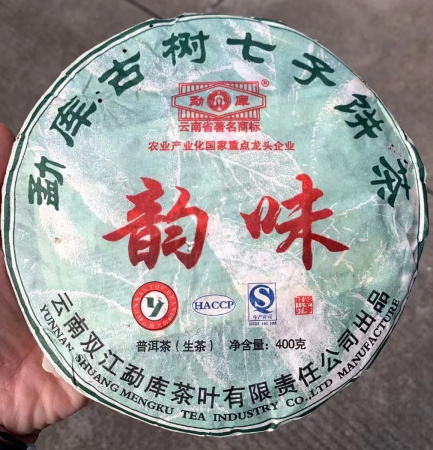 勐库古树七子饼茶
勐 库 ®
云南省著名商标
农业产业化国家重点龙头企业
韵味
HACCP
普洱茶（生茶） 净含量：400克
云南双江勐库茶叶有限责任公司出品
YUNNAN SHUANG MENGKU TEA INDUSTRY CO.,LTD MANUFACTURE